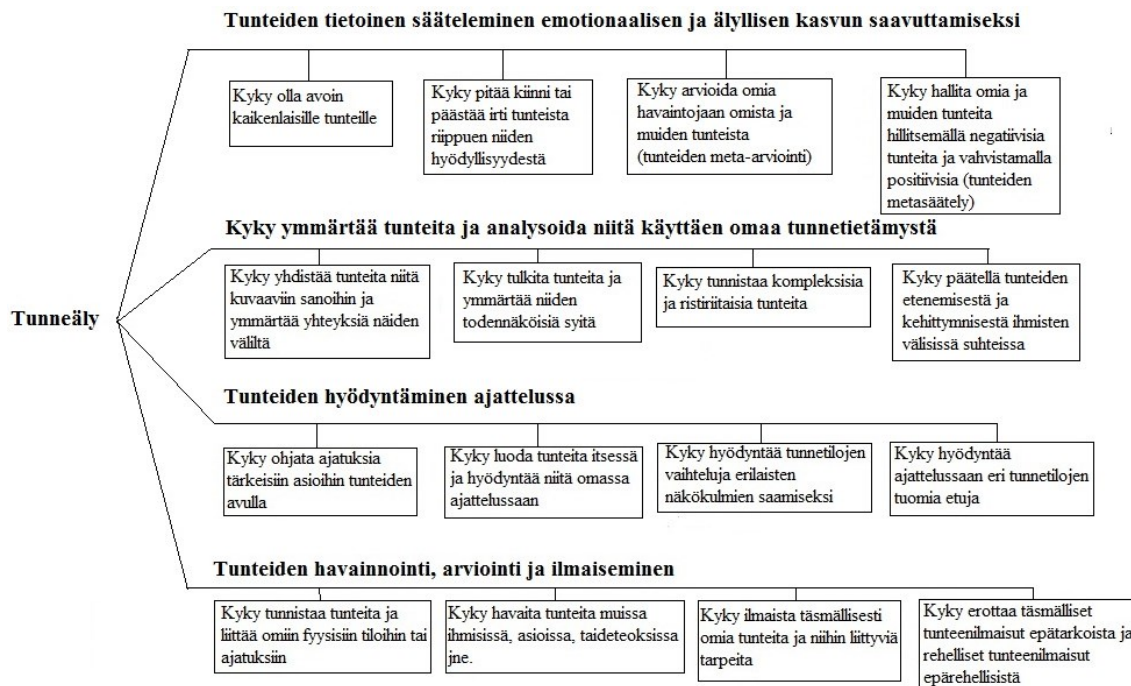 Tunteiden tietoinen sääteleminen emotionaalisen ja älyllisen kasvun saavuttamiseksi
Kyky olla avoin
kaikenlaisille tunteille
Kyky pitää kiinni tai
päästää irti tunteista
riippuen niiden
hyödyllisyydestä
Kyky arvioida omia
havaintojaan omista ja
muiden tunteista
(tunteiden meta-arviointi)
Kyky hallita omia ja
muiden tunteita
hillitsemällä negatiivisia
tunteita ja vahvistamalla
positiivisia (tunteiden
metasäätely)
Kyky ymmärtää tunteita ja analysoida niitä käyttäen omaa tunnetietämystä
Kyky yhdistää tunteita niitä
kuvaaviin sanoihin ja
ymmärtää yhteyksiä näiden
väliltä
Kyky tulkita tunteita ja
ymmärtää niiden
todennäköisiä syitä
Kyky tunnistaa kompleksisia
ja ristiriitaisia tunteita
Kyky päätellä tunteiden
etenemisestä ja
kehittymnisestä ihmisten
välisissä suhteissa
Tunneäly
Tunteiden hyödyntäminen ajattelussa
Kyky ohjata ajatuksia
tärkeisiin asioihin tunteiden
avulla
Kyky luoda tunteita itsessä
ja hyödyntää niitä omassa
ajattelussaan
Kyky hyödyntää tunnetilojen
vaihteluja erilaisten
näkökulmien saamiseksi
Kyky hyödyntää
ajattelussaan eri tunnetilojen
tuomia etuja
Tunteiden havainnointi, arviointi ja ilmaiseminen
Kyky tunnistaa tunteita ja
liittää omiin fyysisiin tiloihin tai
ajatuksiin
Kyky havaita tunteita muissa
ihmisissä, asioissa, taideteoksissa
jne.
Kyky ilmaista täsmällisesti
omia tunteita ja niihin liittyviä
tarpeita
Kyky erottaa täsmälliset
tunteenilmaisut epätarkoista ja
rehelliset tunteenilmaisut
epärehellisistä